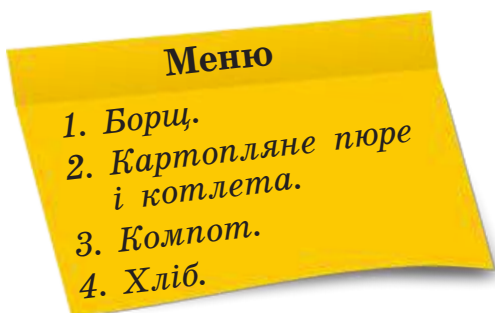 Меню
1. Борщ.
2. Картопляне пюре
і котлета.
3. Компот.
4. Хліб.